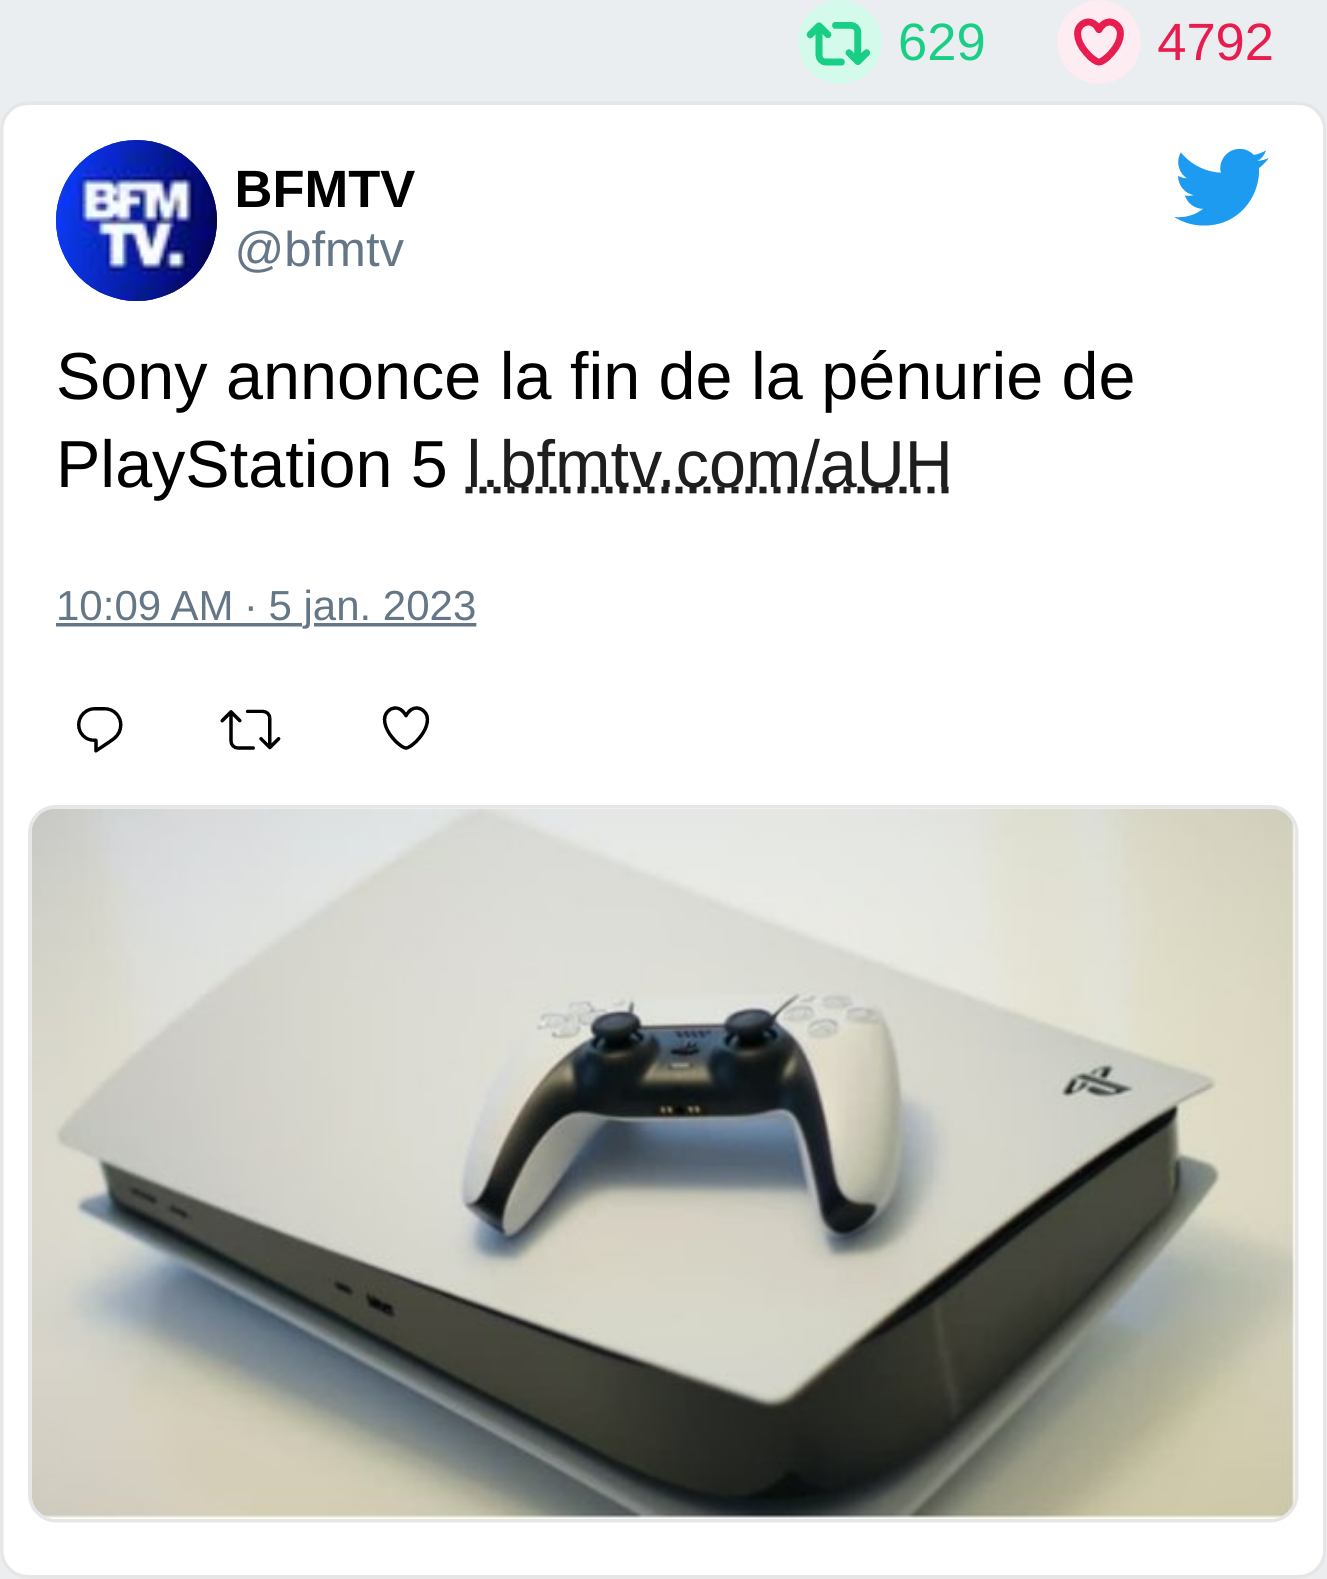 629 4792
BFM
TV.
BFMTV
@bfmtv
Sony annonce la fin de la pénurie de
PlayStation 5 l.bfmtv.com/aUH
10:09 AM · 5 jan. 2023